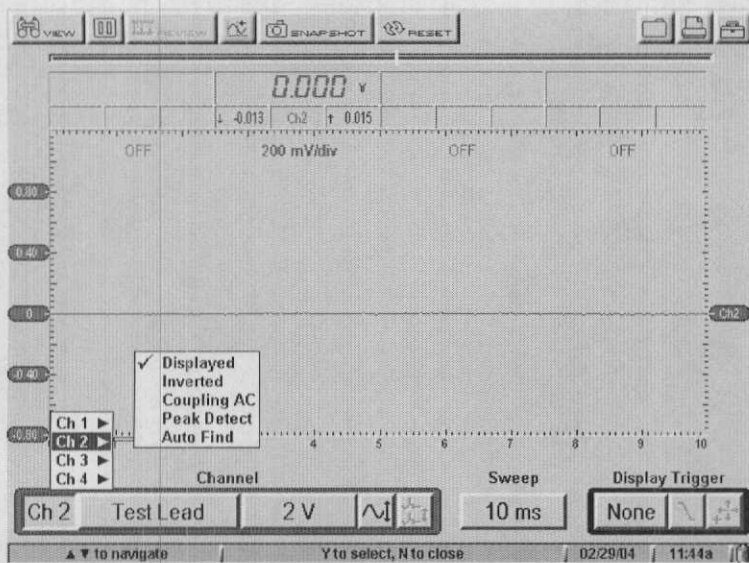 VIEW REVIEW SNAPSHOT RESET
0.000 V
↓ -0.013 Ch2 ↑ 0.015
OFF 200 mV/div OFF OFF
0.80
0.40
0
Ch2
-0.40
-0.80
✓ Displayed
Inverted
Coupling AC
Peak Detect
Auto Find
Ch 1 ▶
Ch 2 ▶
Ch 3 ▶
Ch 4 ▶
4 5 6 7 8 9 10
Channel Sweep Display Trigger
Ch 2 Test Lead 2 V 10 ms None
▲ ▼ to navigate Y to select, N to close 02/29/04 11:44a